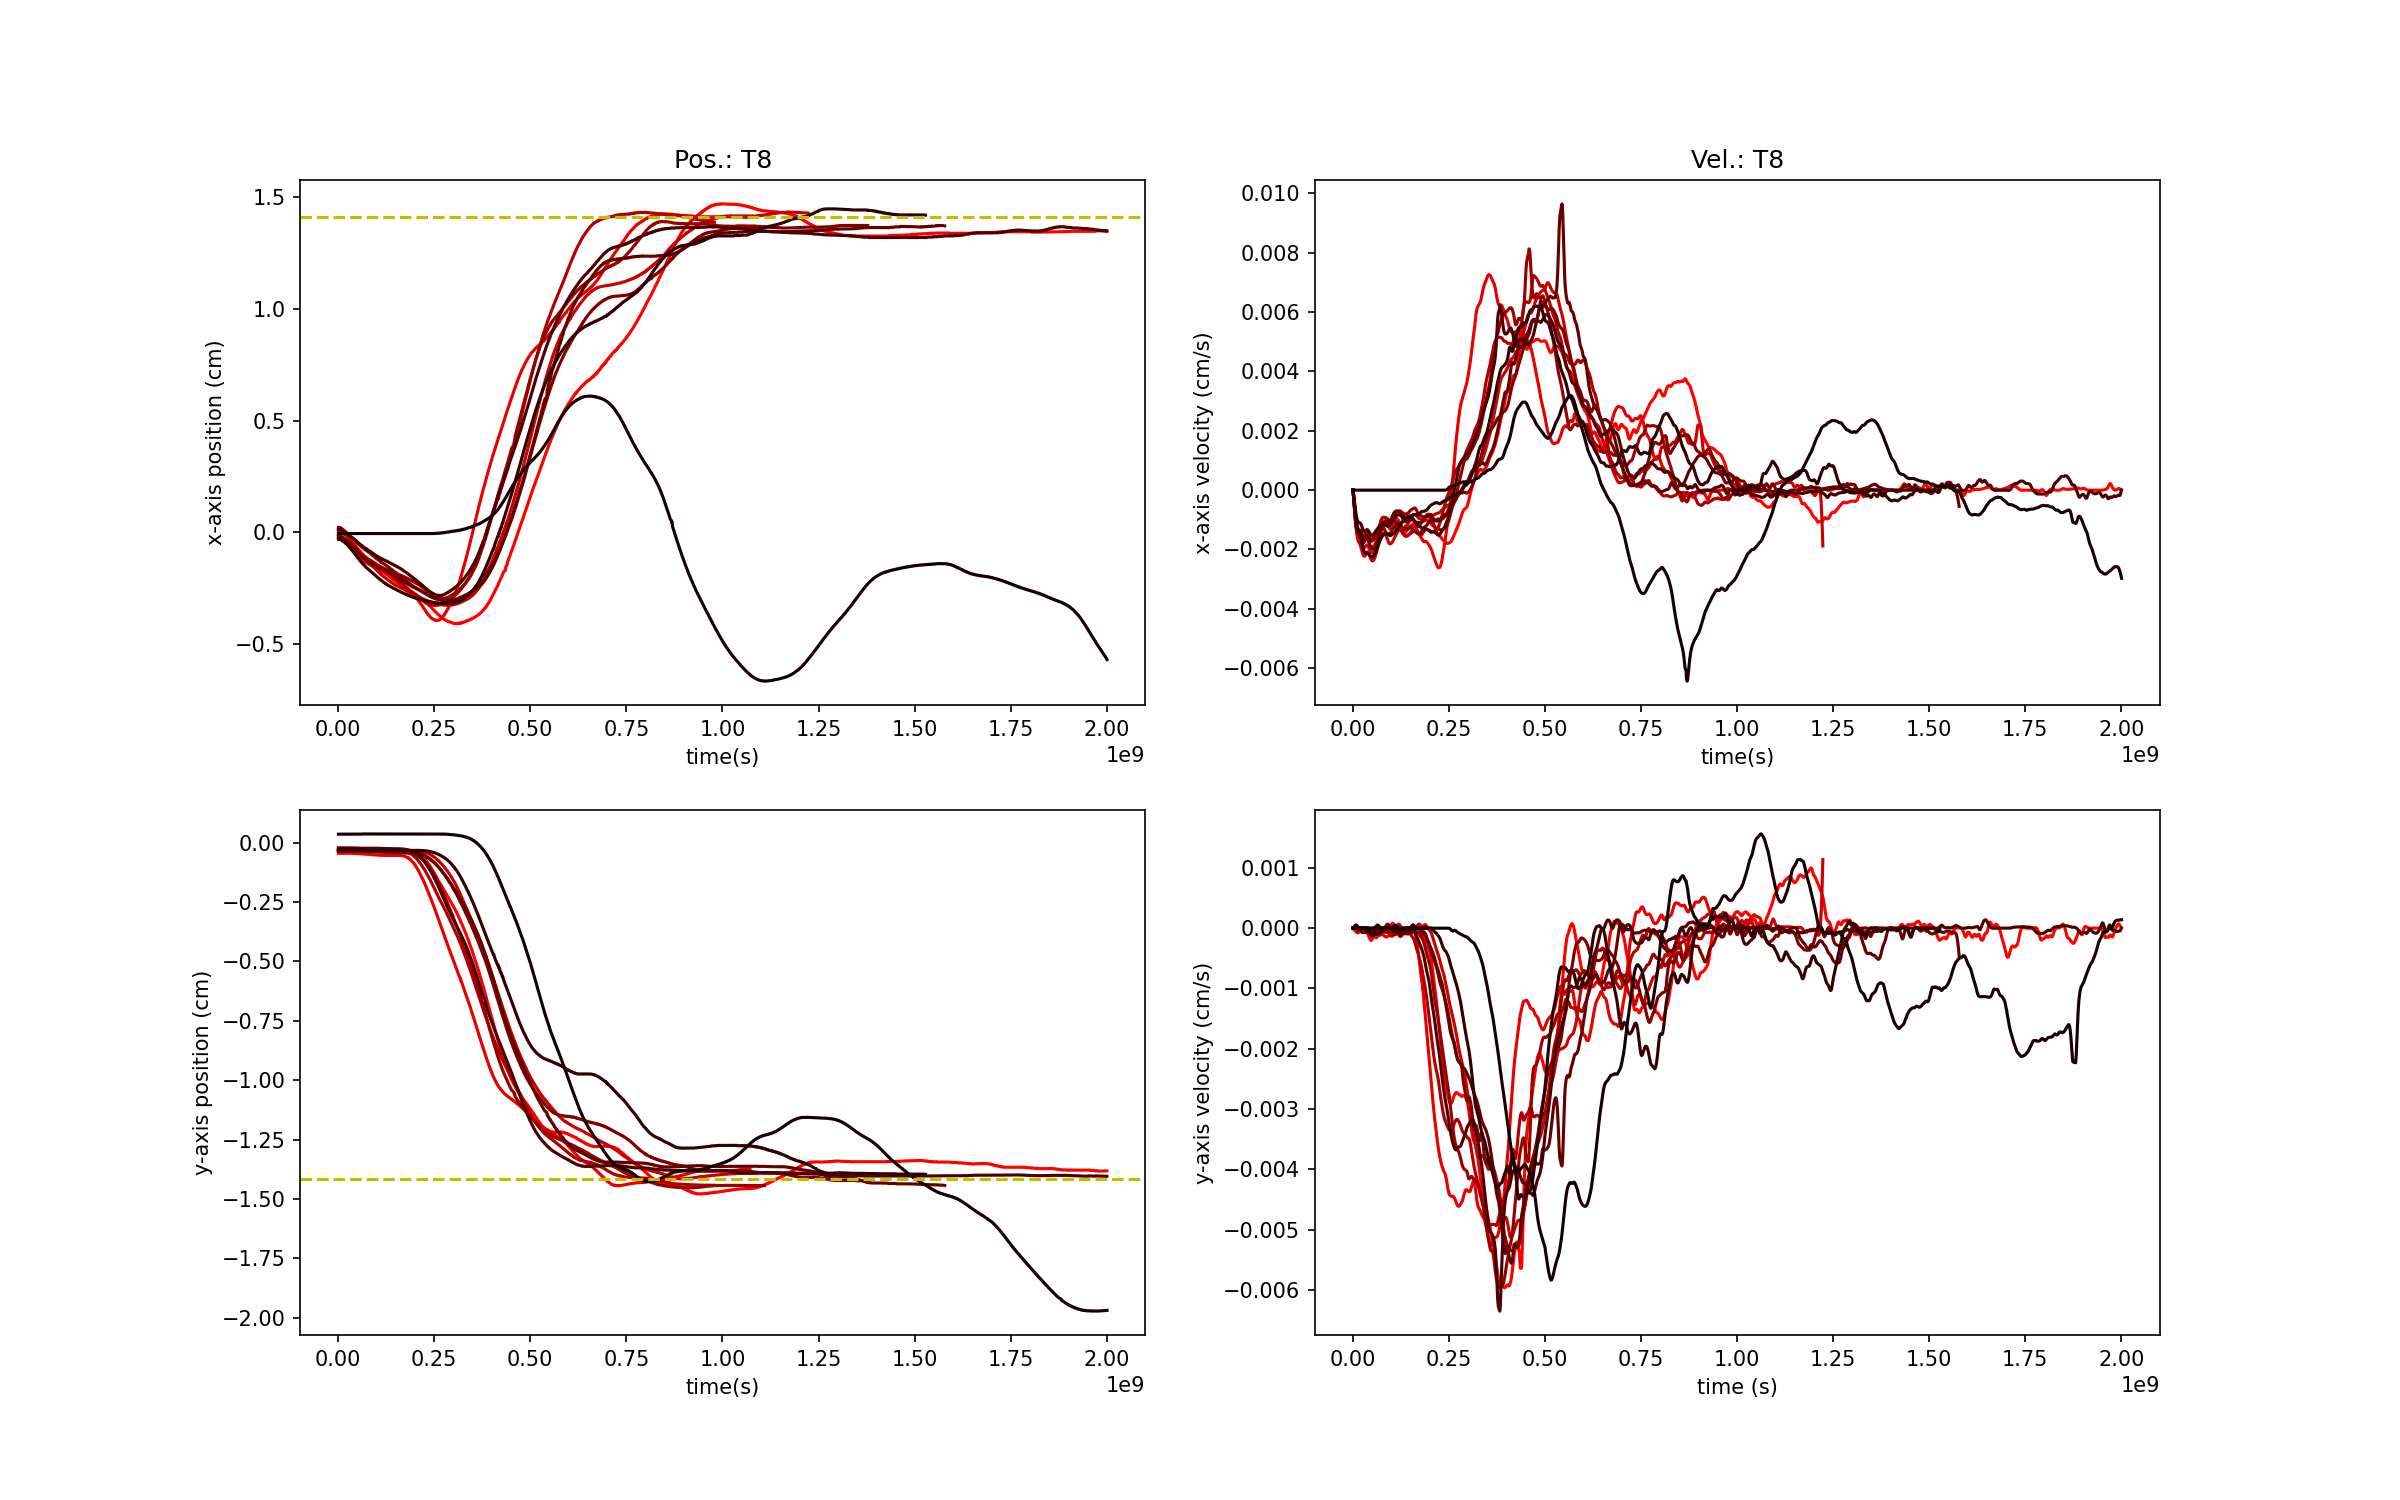 Pos.: T8
1.5
1.0
0.5
0.0
−0.5
x-axis position (cm)
0.00 0.25 0.50 0.75 1.00 1.25 1.50 1.75 2.00
time(s)
1e9
Vel.: T8
0.010
0.008
0.006
0.004
0.002
0.000
−0.002
−0.004
−0.006
x-axis velocity (cm/s)
0.00 0.25 0.50 0.75 1.00 1.25 1.50 1.75 2.00
time(s)
1e9
0.00
−0.25
−0.50
−0.75
−1.00
−1.25
−1.50
−1.75
−2.00
y-axis position (cm)
0.00 0.25 0.50 0.75 1.00 1.25 1.50 1.75 2.00
time(s)
1e9
0.001
0.000
−0.001
−0.002
−0.003
−0.004
−0.005
−0.006
y-axis velocity (cm/s)
0.00 0.25 0.50 0.75 1.00 1.25 1.50 1.75 2.00
time (s)
1e9